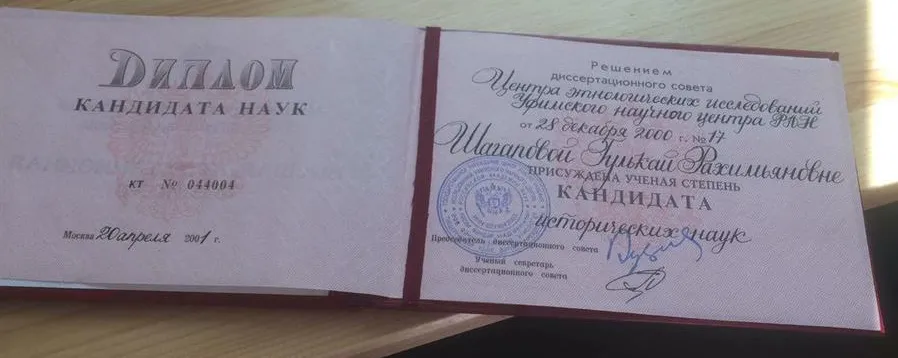 ДИПЛОМ
КАНДИДАТА НАУК
КТ № 044004
Москва 20 апреля 2001 г.
Решением
диссертационного совета
Центра этнологических исследований
Уфимского научного центра РАН
от 28 декабря 2000 г. № 17
Шагаповой Гулькай Рахимьяновне
ПРИСУЖДЕНА УЧЕНАЯ СТЕПЕНЬ
КАНДИДАТА
исторических наук
Председатель диссертационного совета
Ученый секретарь
диссертационного совета